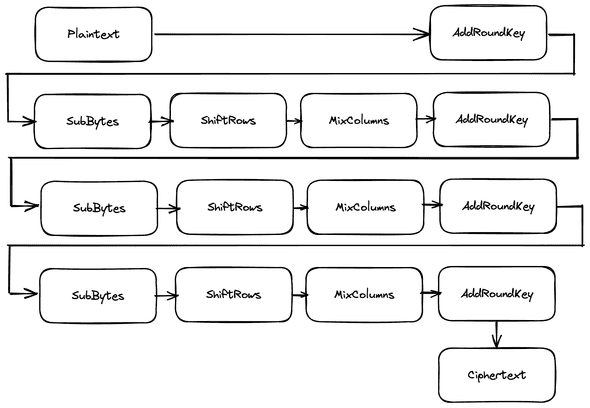 Plaintext
AddRoundKey
SubBytes
ShiftRows
MixColumns
AddRoundKey
SubBytes
ShiftRows
MixColumns
AddRoundKey
SubBytes
ShiftRows
MixColumns
AddRoundKey
Ciphertext